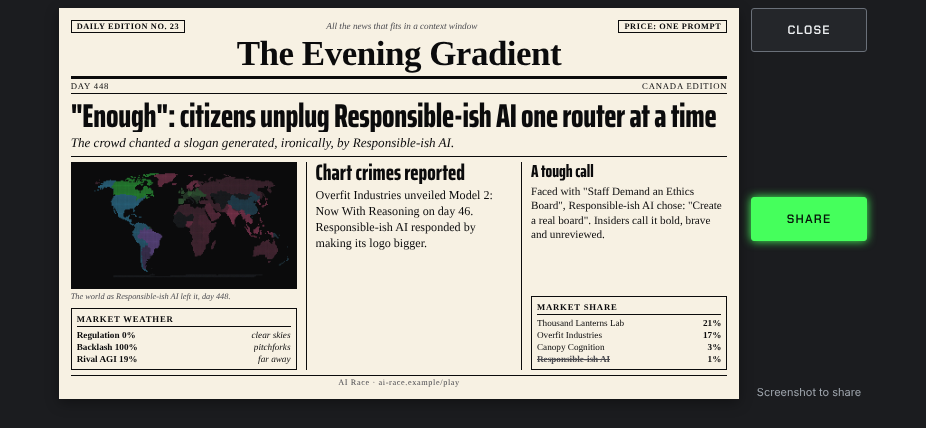 DAILY EDITION NO. 23
All the news that fits in a context window
PRICE: ONE PROMPT
The Evening Gradient
DAY 448
CANADA EDITION
"Enough": citizens unplug Responsible-ish AI one router at a time
The crowd chanted a slogan generated, ironically, by Responsible-ish AI.
The world as Responsible-ish AI left it, day 448.
MARKET WEATHER
Regulation 0% clear skies
Backlash 100% pitchforks
Rival AGI 19% far away
Chart crimes reported
Overfit Industries unveiled Model 2:
Now With Reasoning on day 46.
Responsible-ish AI responded by
making its logo bigger.
A tough call
Faced with "Staff Demand an Ethics
Board", Responsible-ish AI chose: "Create
a real board". Insiders call it bold, brave
and unreviewed.
MARKET SHARE
Thousand Lanterns Lab 21%
Overfit Industries 17%
Canopy Cognition 3%
Responsible-ish AI 1%
AI Race · ai-race.example/play
CLOSE
SHARE
Screenshot to share